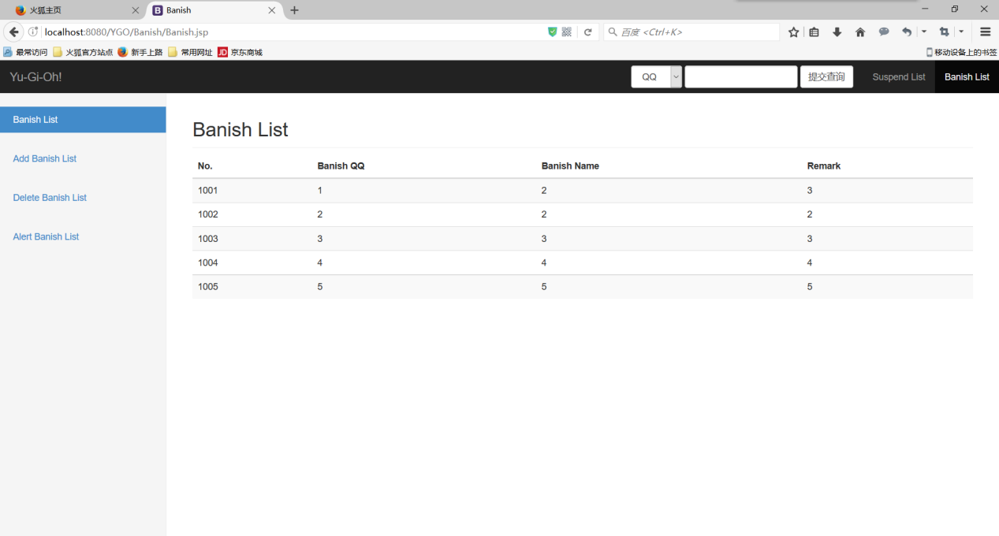 火狐主页
Banish
localhost:8080/YGO/Banish/Banish.jsp
百度 <Ctrl+K>
最常访问 火狐官方站点 新手上路 常用网址 JD 京东商城 移动设备上的书签
Yu-Gi-Oh! QQ 提交查询 Suspend List Banish List
Banish List
Add Banish List
Delete Banish List
Alert Banish List
Banish List
No. Banish QQ Banish Name Remark
1001 1 2 3
1002 2 2 2
1003 3 3 3
1004 4 4 4
1005 5 5 5